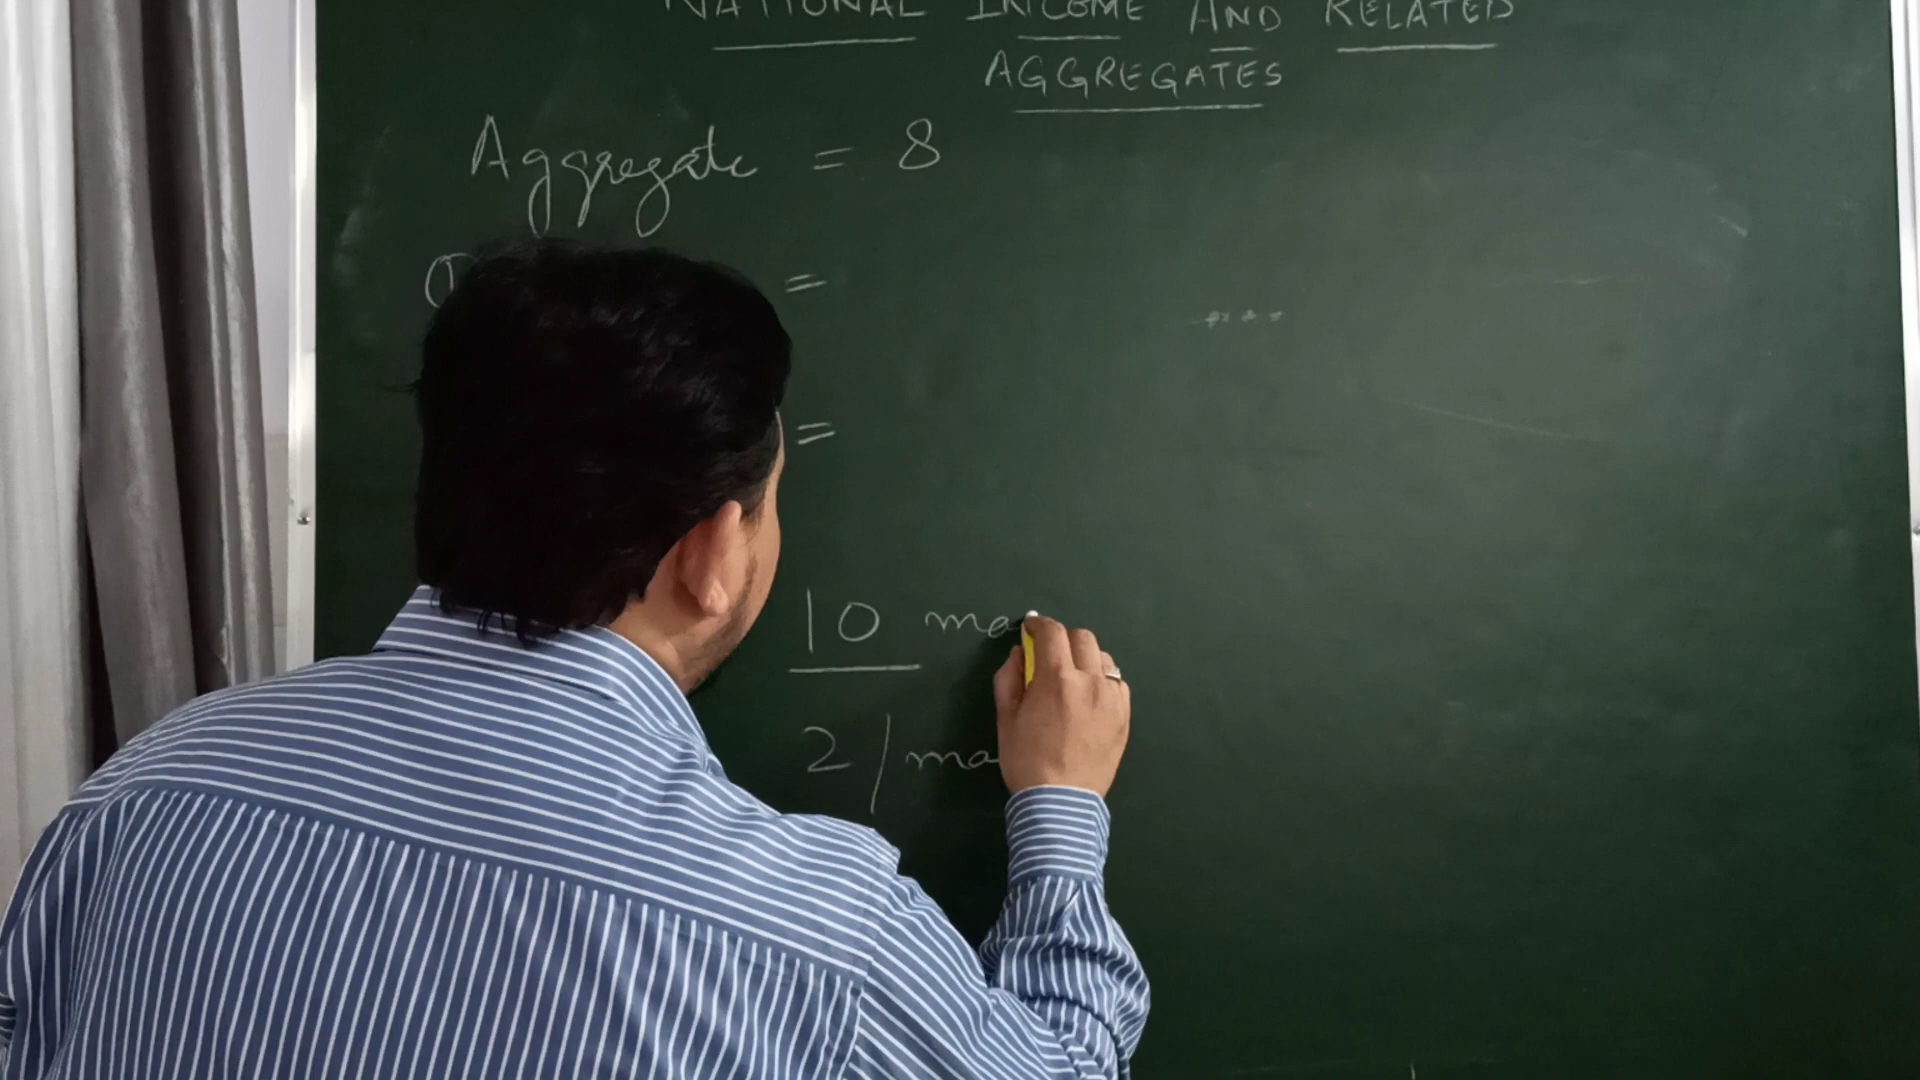 NATIONAL INCOME AND RELATED
AGGREGATES
Aggregate = 8
=
=
10 ma
2/ma